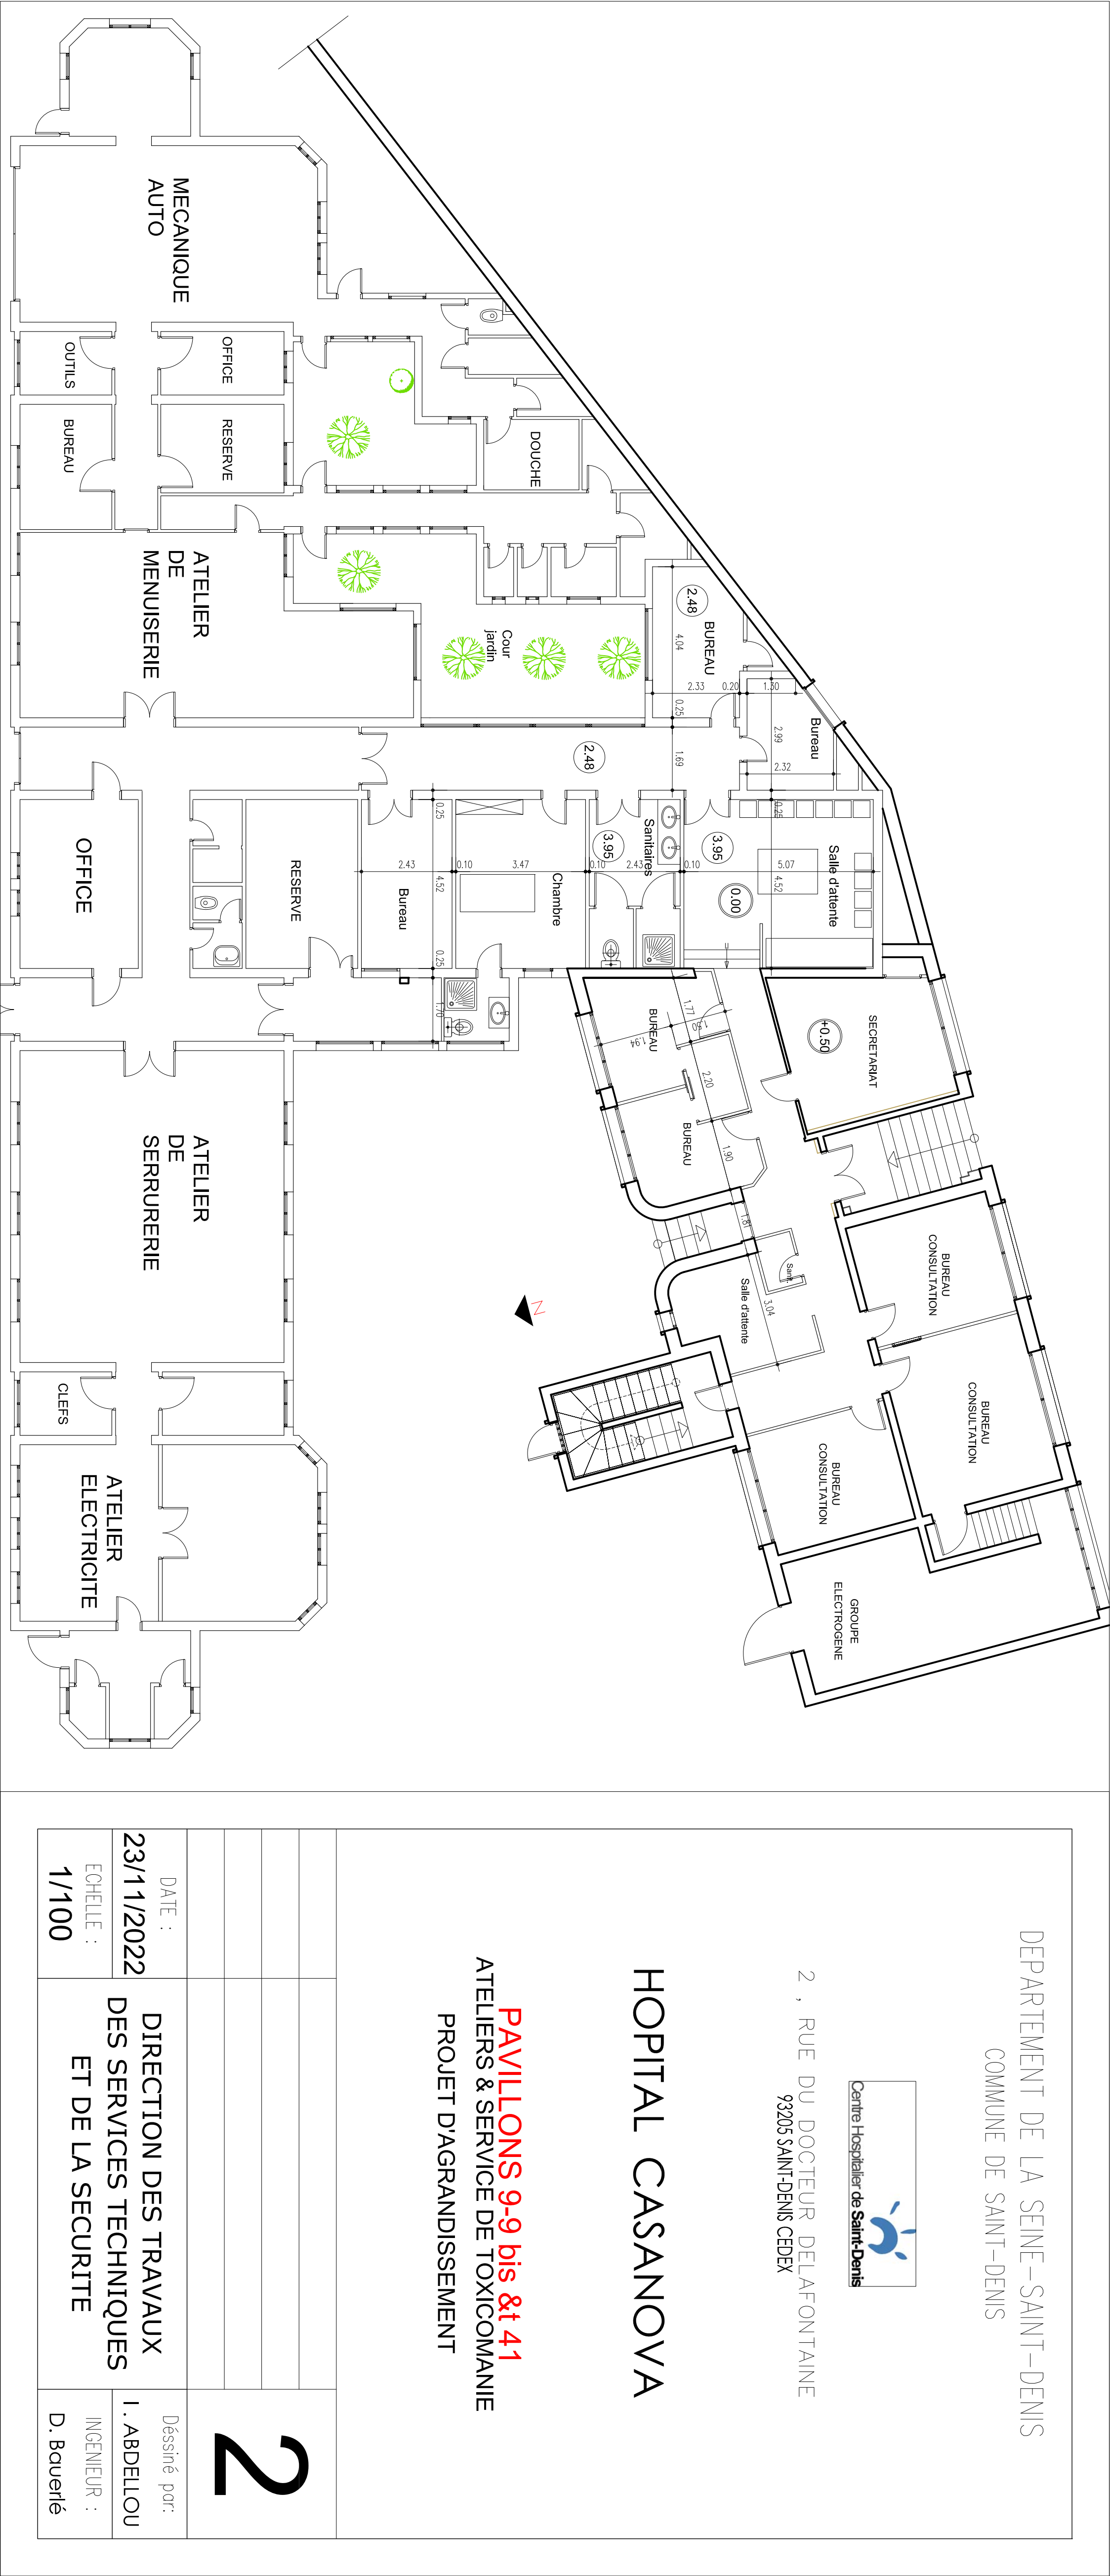 DEPARTEMENT DE LA SEINE-SAINT-DENIS
COMMUNE DE SAINT-DENIS
Centre Hospitalier de Saint-Denis
2 , RUE DU DOCTEUR DELAFONTAINE
93205 SAINT-DENIS CEDEX
HOPITAL CASANOVA
PAVILLONS 9-9 bis &t 41
ATELIERS & SERVICE DE TOXICOMANIE
PROJET D'AGRANDISSEMENT
2
DATE :
23/11/2022
ECHELLE :
1/100
DIRECTION DES TRAVAUX
DES SERVICES TECHNIQUES
ET DE LA SECURITE
Déssiné par:
I . ABDELLOU
INGENIEUR :
D. Bauerlé
MECANIQUE
AUTO
OUTILS
OFFICE
BUREAU
RESERVE
DOUCHE
ATELIER
DE
MENUISERIE
Cour
jardin
2.48
BUREAU
4.04
2.33
0.20
1.30
0.25
1.69
Bureau
2.99
2.32
2.48
OFFICE
RESERVE
0.25
2.43
4.52
Bureau
0.25
1.70
0.10
3.47
Chambre
0.10
3.95
2.43
Sanitaires
0.10
3.95
0.00
5.07
4.52
0.25
Salle d'attente
SECRETARIAT
+0.50
BUREAU
1.77
1.50
1.94
2.20
BUREAU
1.90
1.81
Sanit.
3.04
Salle d'attente
BUREAU
CONSULTATION
BUREAU
CONSULTATION
BUREAU
CONSULTATION
GROUPE
ELECTROGENE
N
ATELIER
DE
SERRURERIE
CLEFS
ATELIER
ELECTRICITE